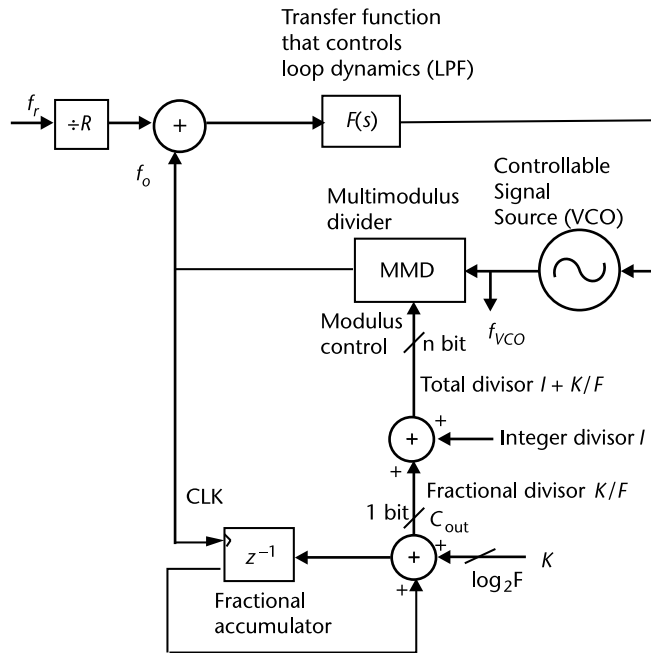 Transfer function
that controls
loop dynamics (LPF)
f_r
÷R
+
F(s)
f_o
Controllable
Signal
Source (VCO)
Multimodulus
divider
MMD
Modulus
control
n bit
f_VCO
Total divisor I + K/F
+
+
Integer divisor I
+
Fractional divisor K/F
CLK
1 bit
C_out
z⁻¹
+
+
K
log₂F
+
Fractional
accumulator